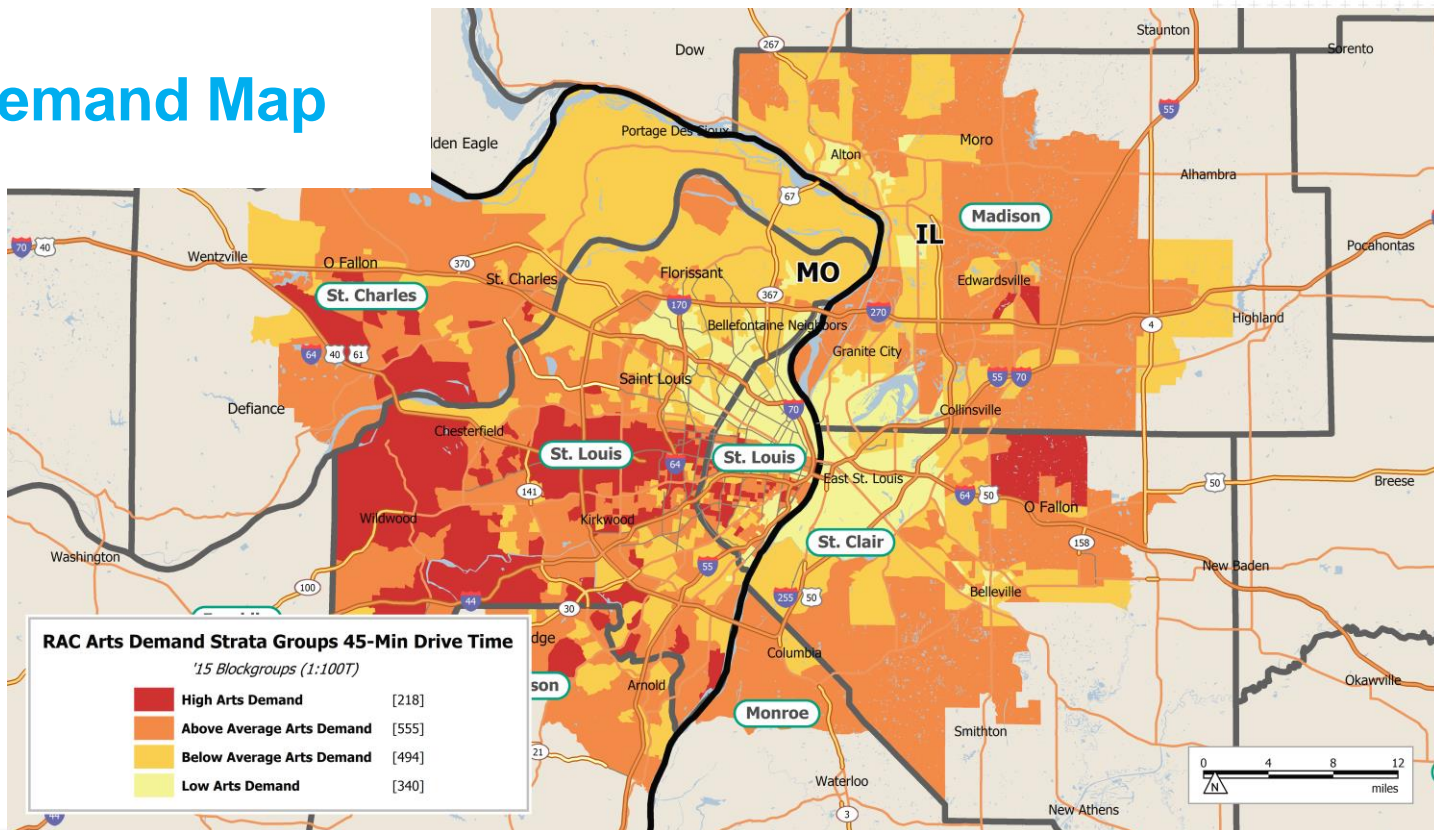 emand Map
Dow
267
Staunton
Sorento
55
lden Eagle
Portage Des Sioux
Alton
Moro
67
Alhambra
Madison
IL
70 40
Wentzville
O Fallon
370
St. Charles
Florissant
MO
Edwardsville
Pocahontas
St. Charles
170
367
Bellefontaine Neighbors
270
Highland
4
64 40 61
Granite City
Saint Louis
55 70
Defiance
70
Collinsville
Chesterfield
St. Louis
64
St. Louis
East St. Louis
141
64 50
50
Breese
Wildwood
Kirkwood
O Fallon
St. Clair
158
Washington
55
New Baden
100
44
30
255 50
Belleville
dge
Columbia
son
Arnold
Okawville
Monroe
21
Smithton
Waterloo
3
New Athens
44
RAC Arts Demand Strata Groups 45-Min Drive Time
'15 Blockgroups (1:100T)
High Arts Demand [218]
Above Average Arts Demand [555]
Below Average Arts Demand [494]
Low Arts Demand [340]
0 4 8 12
miles
N